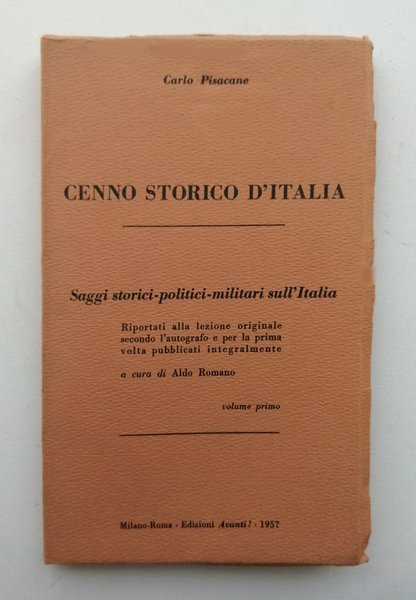 Carlo Pisacane
CENNO STORICO D'ITALIA
Saggi storici-politici-militari sull'Italia
Riportati alla lezione originale
secondo l'autografo e per la prima
volta pubblicati integralmente
a cura di Aldo Romano
volume primo
Milano-Roma - Edizioni Avanti! - 1957